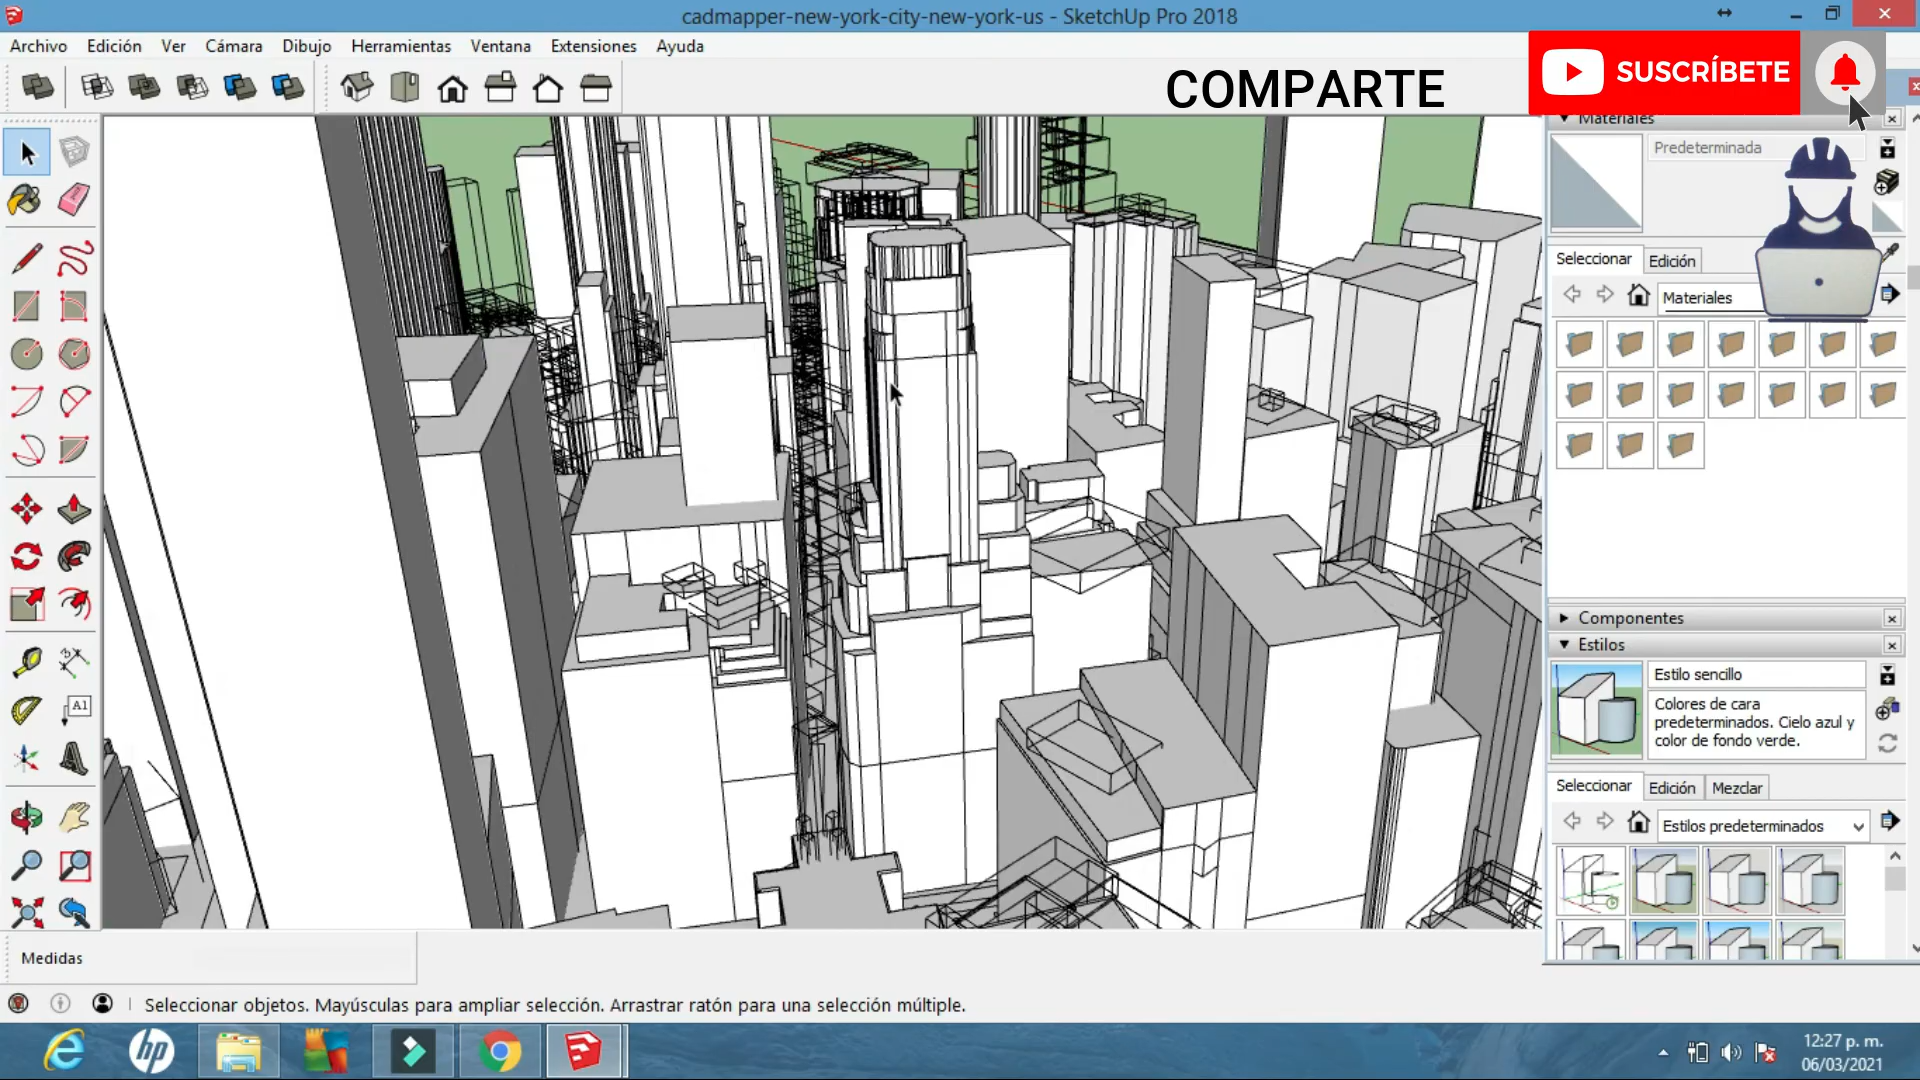 cadmapper-new-york-city-new-york-us - SketchUp Pro 2018
Archivo Edición Ver Cámara Dibujo Herramientas Ventana Extensiones Ayuda
COMPARTE
SUSCRÍBETE
Materiales
Predeterminada
Seleccionar Edición
Materiales
Componentes
Estilos
Estilo sencillo
Colores de cara
predeterminados. Cielo azul y
color de fondo verde.
Seleccionar Edición Mezclar
Estilos predeterminados
A1
Medidas
Seleccionar objetos. Mayúsculas para ampliar selección. Arrastrar ratón para una selección múltiple.
hp
12:27 p. m.
06/03/2021